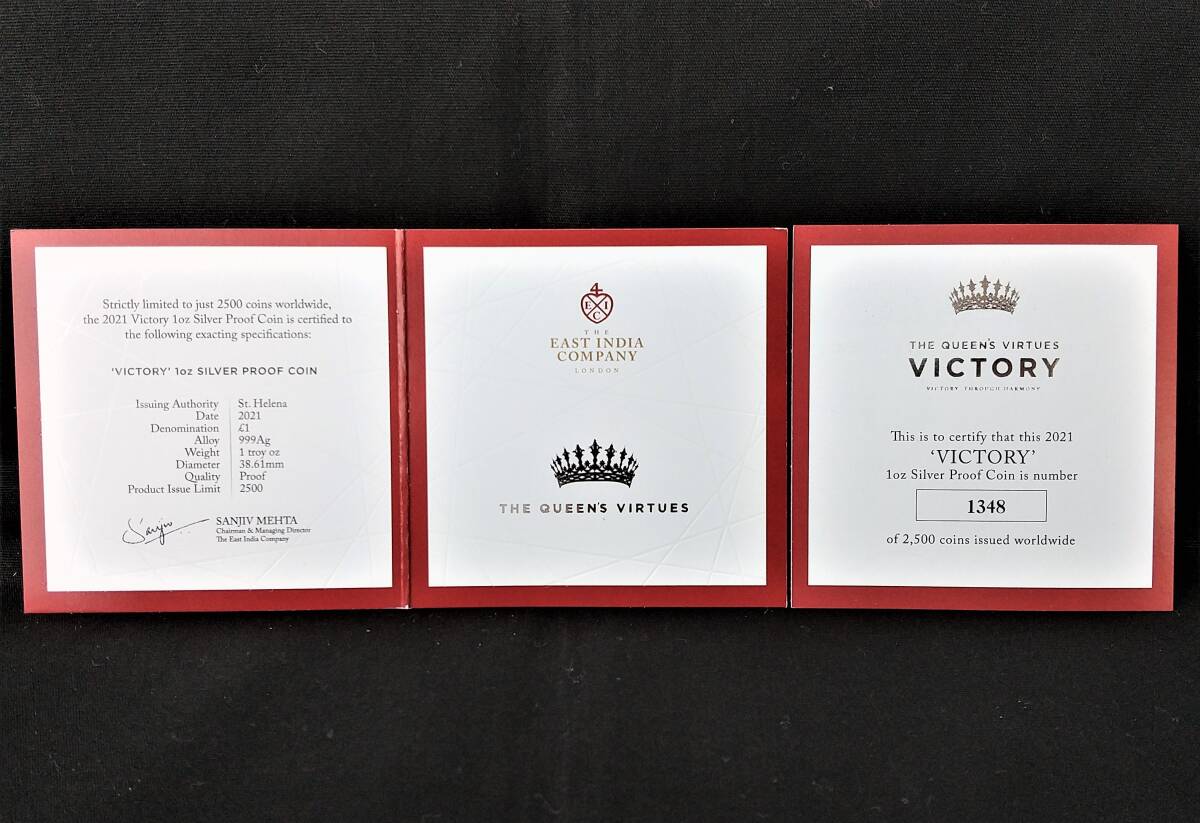 Strictly limited to just 2500 coins worldwide,
the 2021 Victory 1oz Silver Proof Coin is certified to
the following exacting specifications:
'VICTORY' 1oz SILVER PROOF COIN
Issuing Authority St. Helena
Date 2021
Denomination £1
Alloy 999Ag
Weight 1 troy oz
Diameter 38.61mm
Quality Proof
Product Issue Limit 2500
Sanjiv
SANJIV MEHTA
Chairman & Managing Director
The East India Company
4
E I
C
THE
EAST INDIA
COMPANY
LONDON
THE QUEEN'S VIRTUES
THE QUEEN'S VIRTUES
VICTORY
VICTORY THROUGH HARMONY
This is to certify that this 2021
'VICTORY'
1oz Silver Proof Coin is number
1348
of 2,500 coins issued worldwide